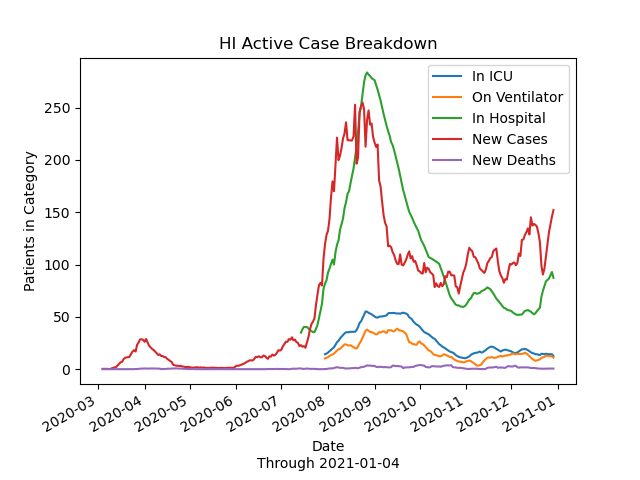 HI Active Case Breakdown
In ICU
On Ventilator
In Hospital
New Cases
New Deaths
Patients in Category
250
200
150
100
50
0
2020-03
2020-04
2020-05
2020-06
2020-07
2020-08
2020-09
2020-10
2020-11
2020-12
2021-01
Date
Through 2021-01-04